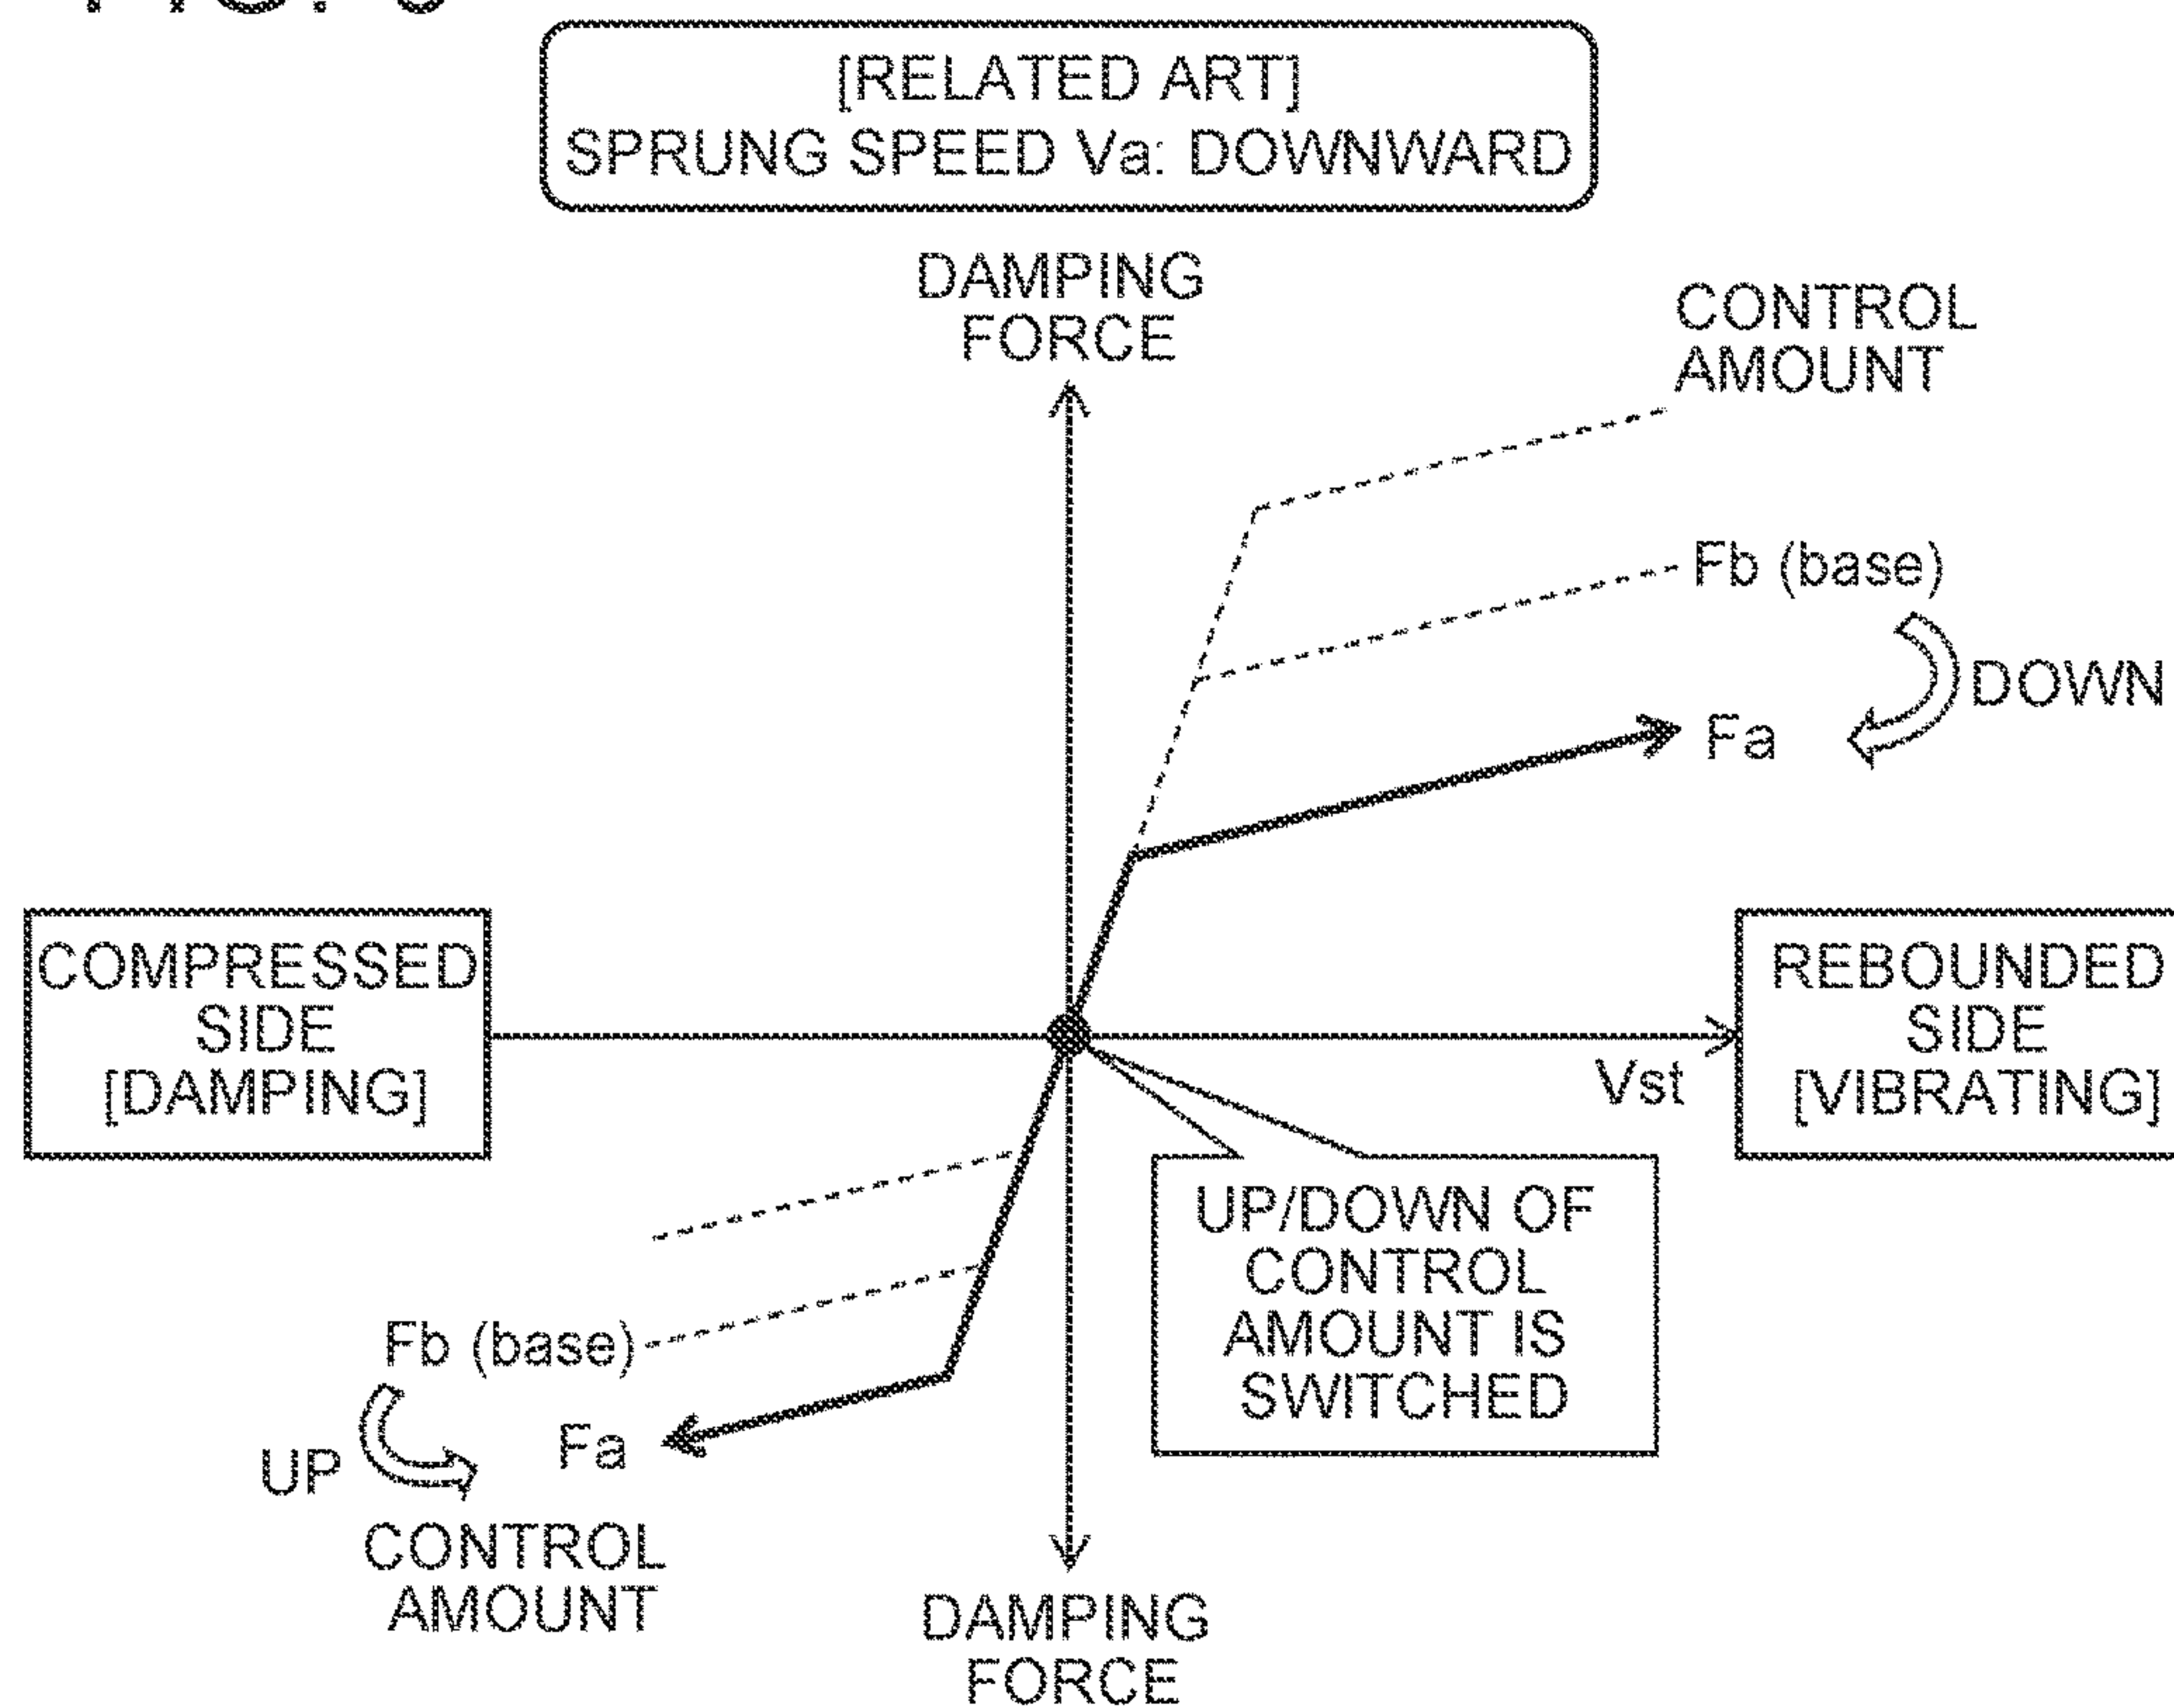 [RELATED ART]
SPRUNG SPEED Va: DOWNWARD
DAMPING
FORCE
CONTROL
AMOUNT
Fb (base)
DOWN
Fa
COMPRESSED
SIDE
[DAMPING]
REBOUNDED
SIDE
[VIBRATING]
Vst
UP/DOWN OF
CONTROL
AMOUNT IS
SWITCHED
Fb (base)
Fa
UP
CONTROL
AMOUNT
DAMPING
FORCE